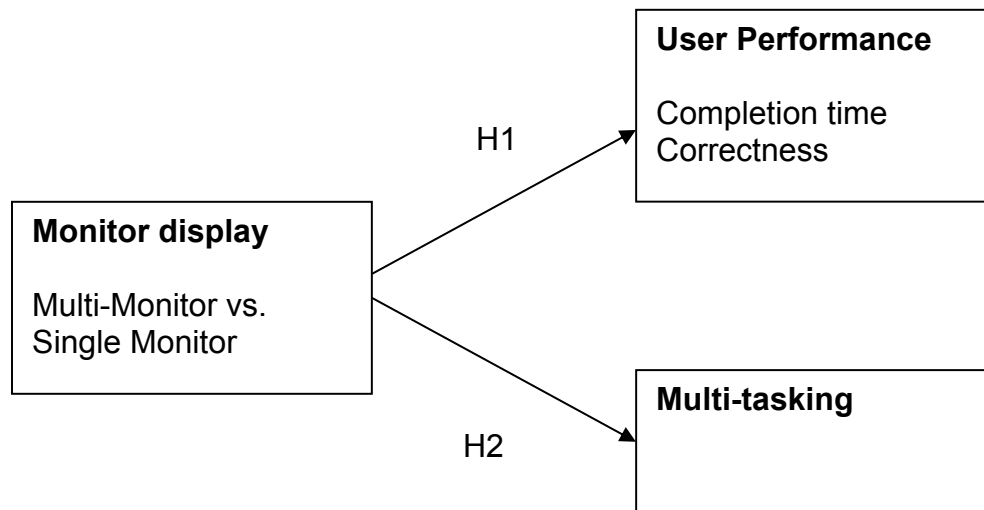 User Performance
Completion time
Correctness
H1
Monitor display
Multi-Monitor vs.
Single Monitor
Multi-tasking
H2